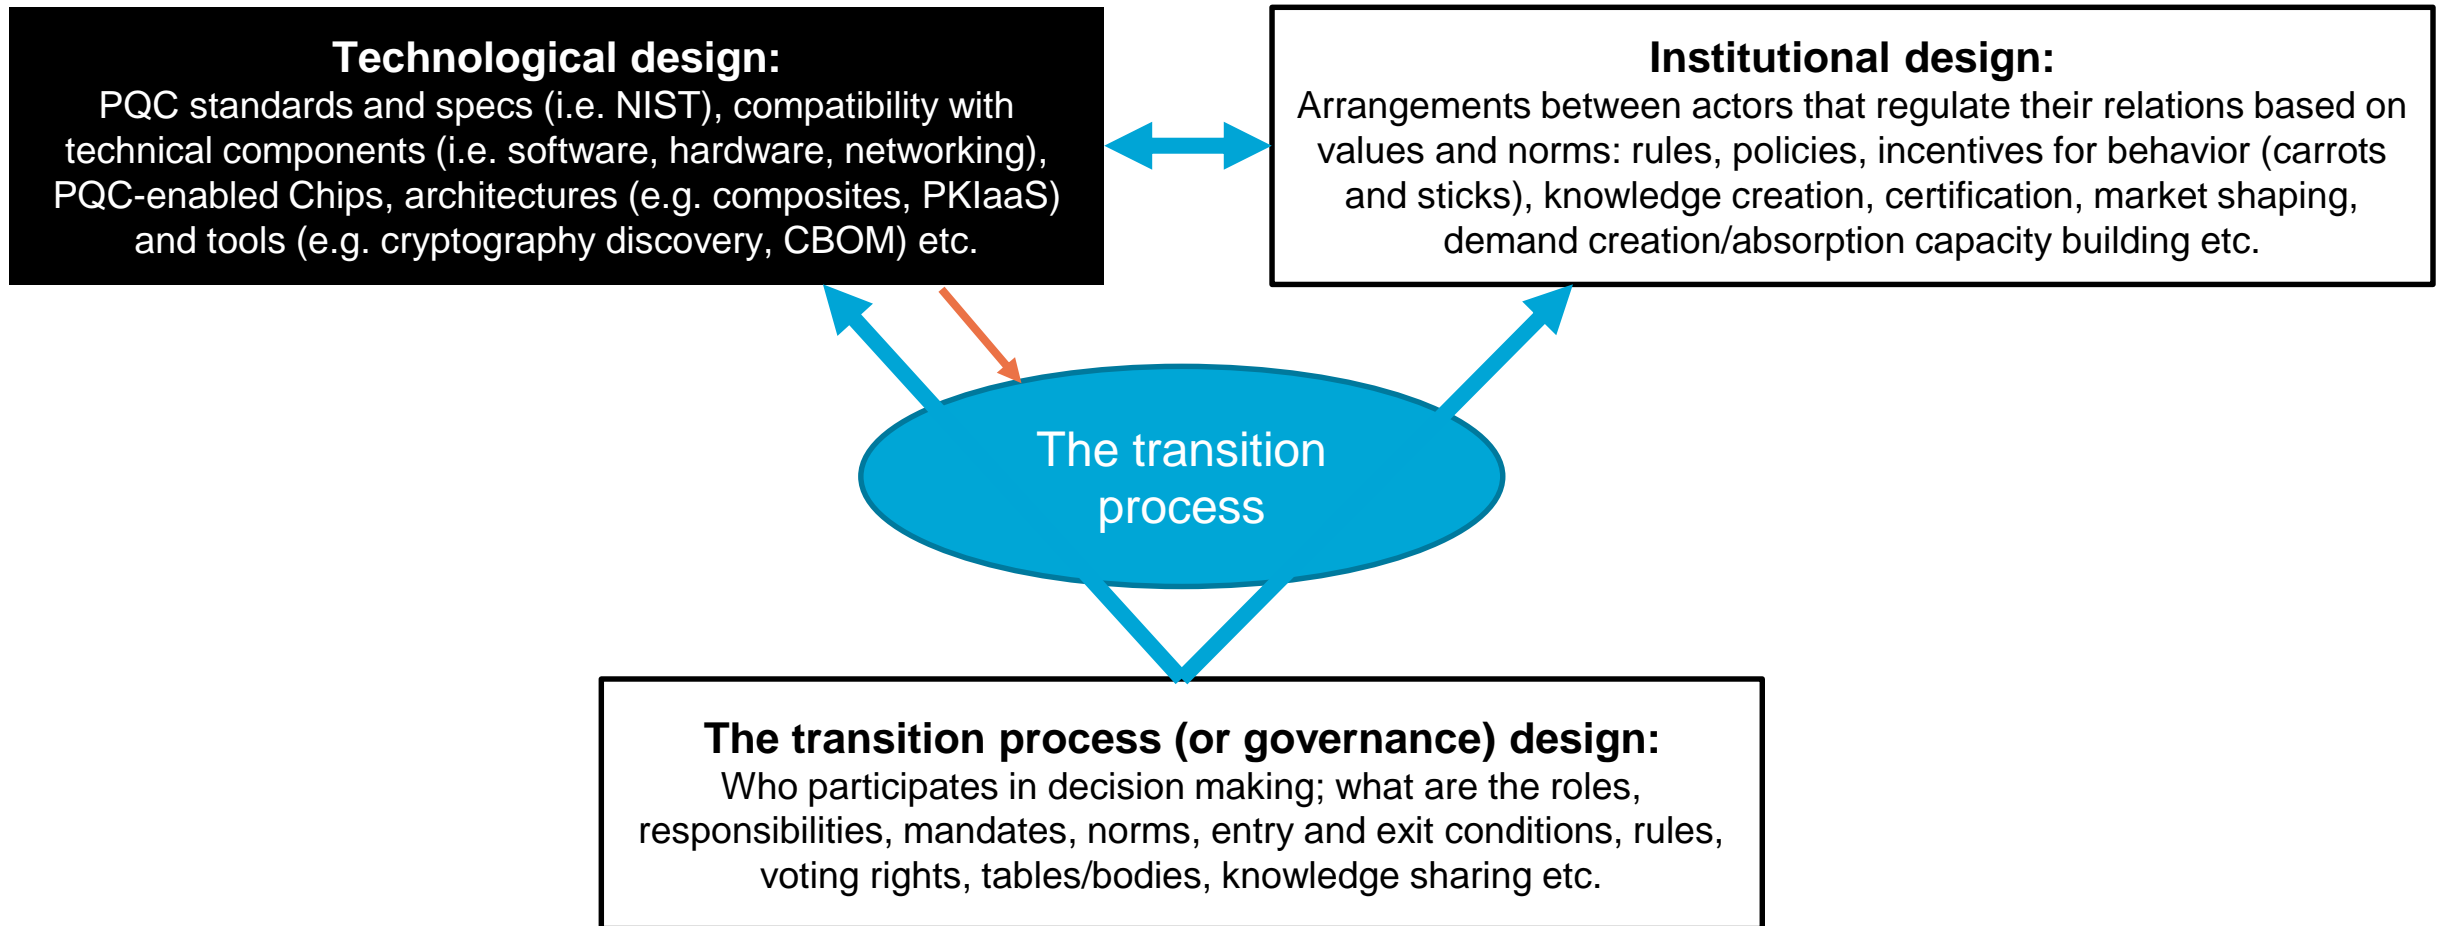 Technological design:
PQC standards and specs (i.e. NIST), compatibility with
technical components (i.e. software, hardware, networking),
PQC-enabled Chips, architectures (e.g. composites, PKIaaS)
and tools (e.g. cryptography discovery, CBOM) etc.
Institutional design:
Arrangements between actors that regulate their relations based on
values and norms: rules, policies, incentives for behavior (carrots
and sticks), knowledge creation, certification, market shaping,
demand creation/absorption capacity building etc.
The transition
process
The transition process (or governance) design:
Who participates in decision making; what are the roles,
responsibilities, mandates, norms, entry and exit conditions, rules,
voting rights, tables/bodies, knowledge sharing etc.